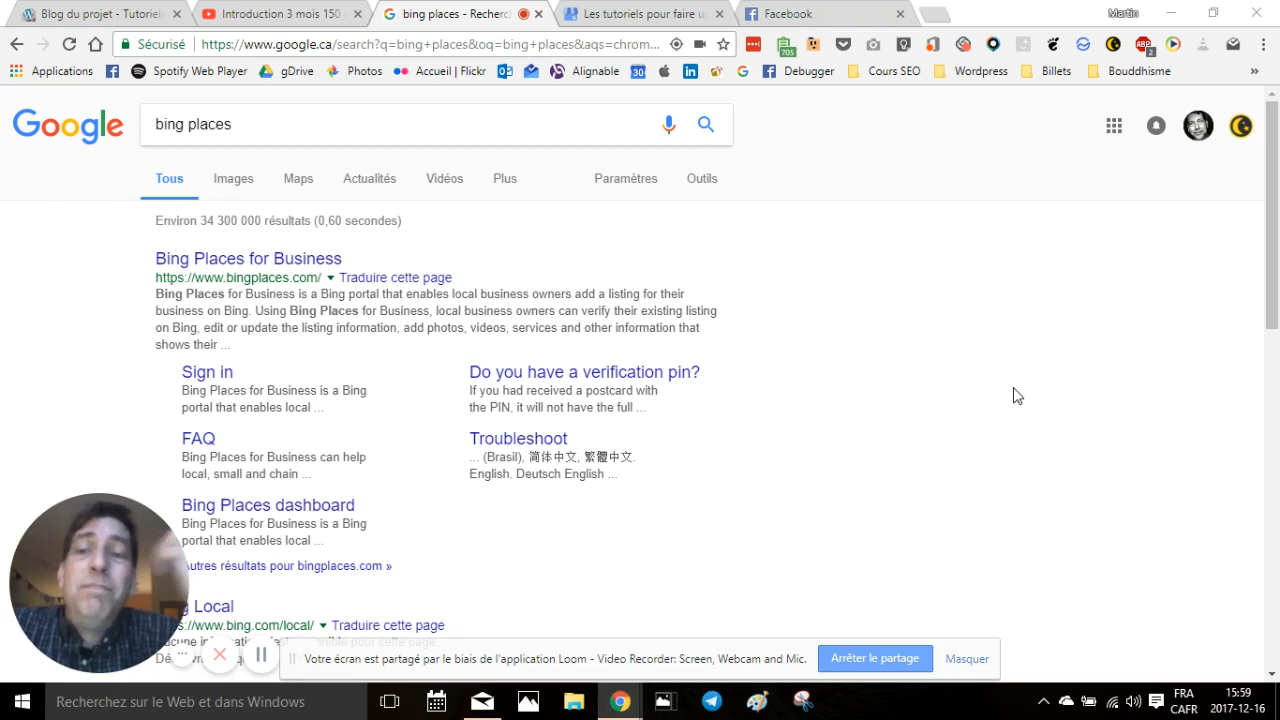 Blog du projet - Tutoriels
Introduction 3 mois 150
bing places - Recherc
Les tutoriels pour faire u
Facebook
Martin
Sécurisé
https://www.google.ca/search?q=bing+places&oq=bing+places&aqs=chrom...
705
ABP
2
Applications
Spotify Web Player
gDrive
Photos
Accueil | Flickr
Alignable
30
Debugger
Cours SEO
Wordpress
Billets
Bouddhisme
»
Google
bing places
Tous
Images
Maps
Actualités
Vidéos
Plus
Paramètres
Outils
Environ 34 300 000 résultats (0,60 secondes)
Bing Places for Business
https://www.bingplaces.com/ ▼ Traduire cette page
Bing Places for Business is a Bing portal that enables local business owners add a listing for their
business on Bing. Using Bing Places for Business, local business owners can verify their existing listing
on Bing, edit or update the listing information, add photos, videos, services and other information that
shows their ...
Sign in
Bing Places for Business is a Bing
portal that enables local ...
Do you have a verification pin?
If you had received a postcard with
the PIN, it will not have the full ...
FAQ
Bing Places for Business can help
local, small and chain ...
Troubleshoot
... (Brasil), 简体中文, 繁體中文.
English. Deutsch English ...
Bing Places dashboard
Bing Places for Business is a Bing
portal that enables local ...
utres résultats pour bingplaces.com »
g Local
s://www.bing.com/local/ ▼ Traduire cette page
Votre écran est partagé par le biais de l'application Loom - Video Recorder: Screen, Webcam and Mic.
Arrêter le partage
Masquer
Recherchez sur le Web et dans Windows
FRA
CAFR
15:59
2017-12-16